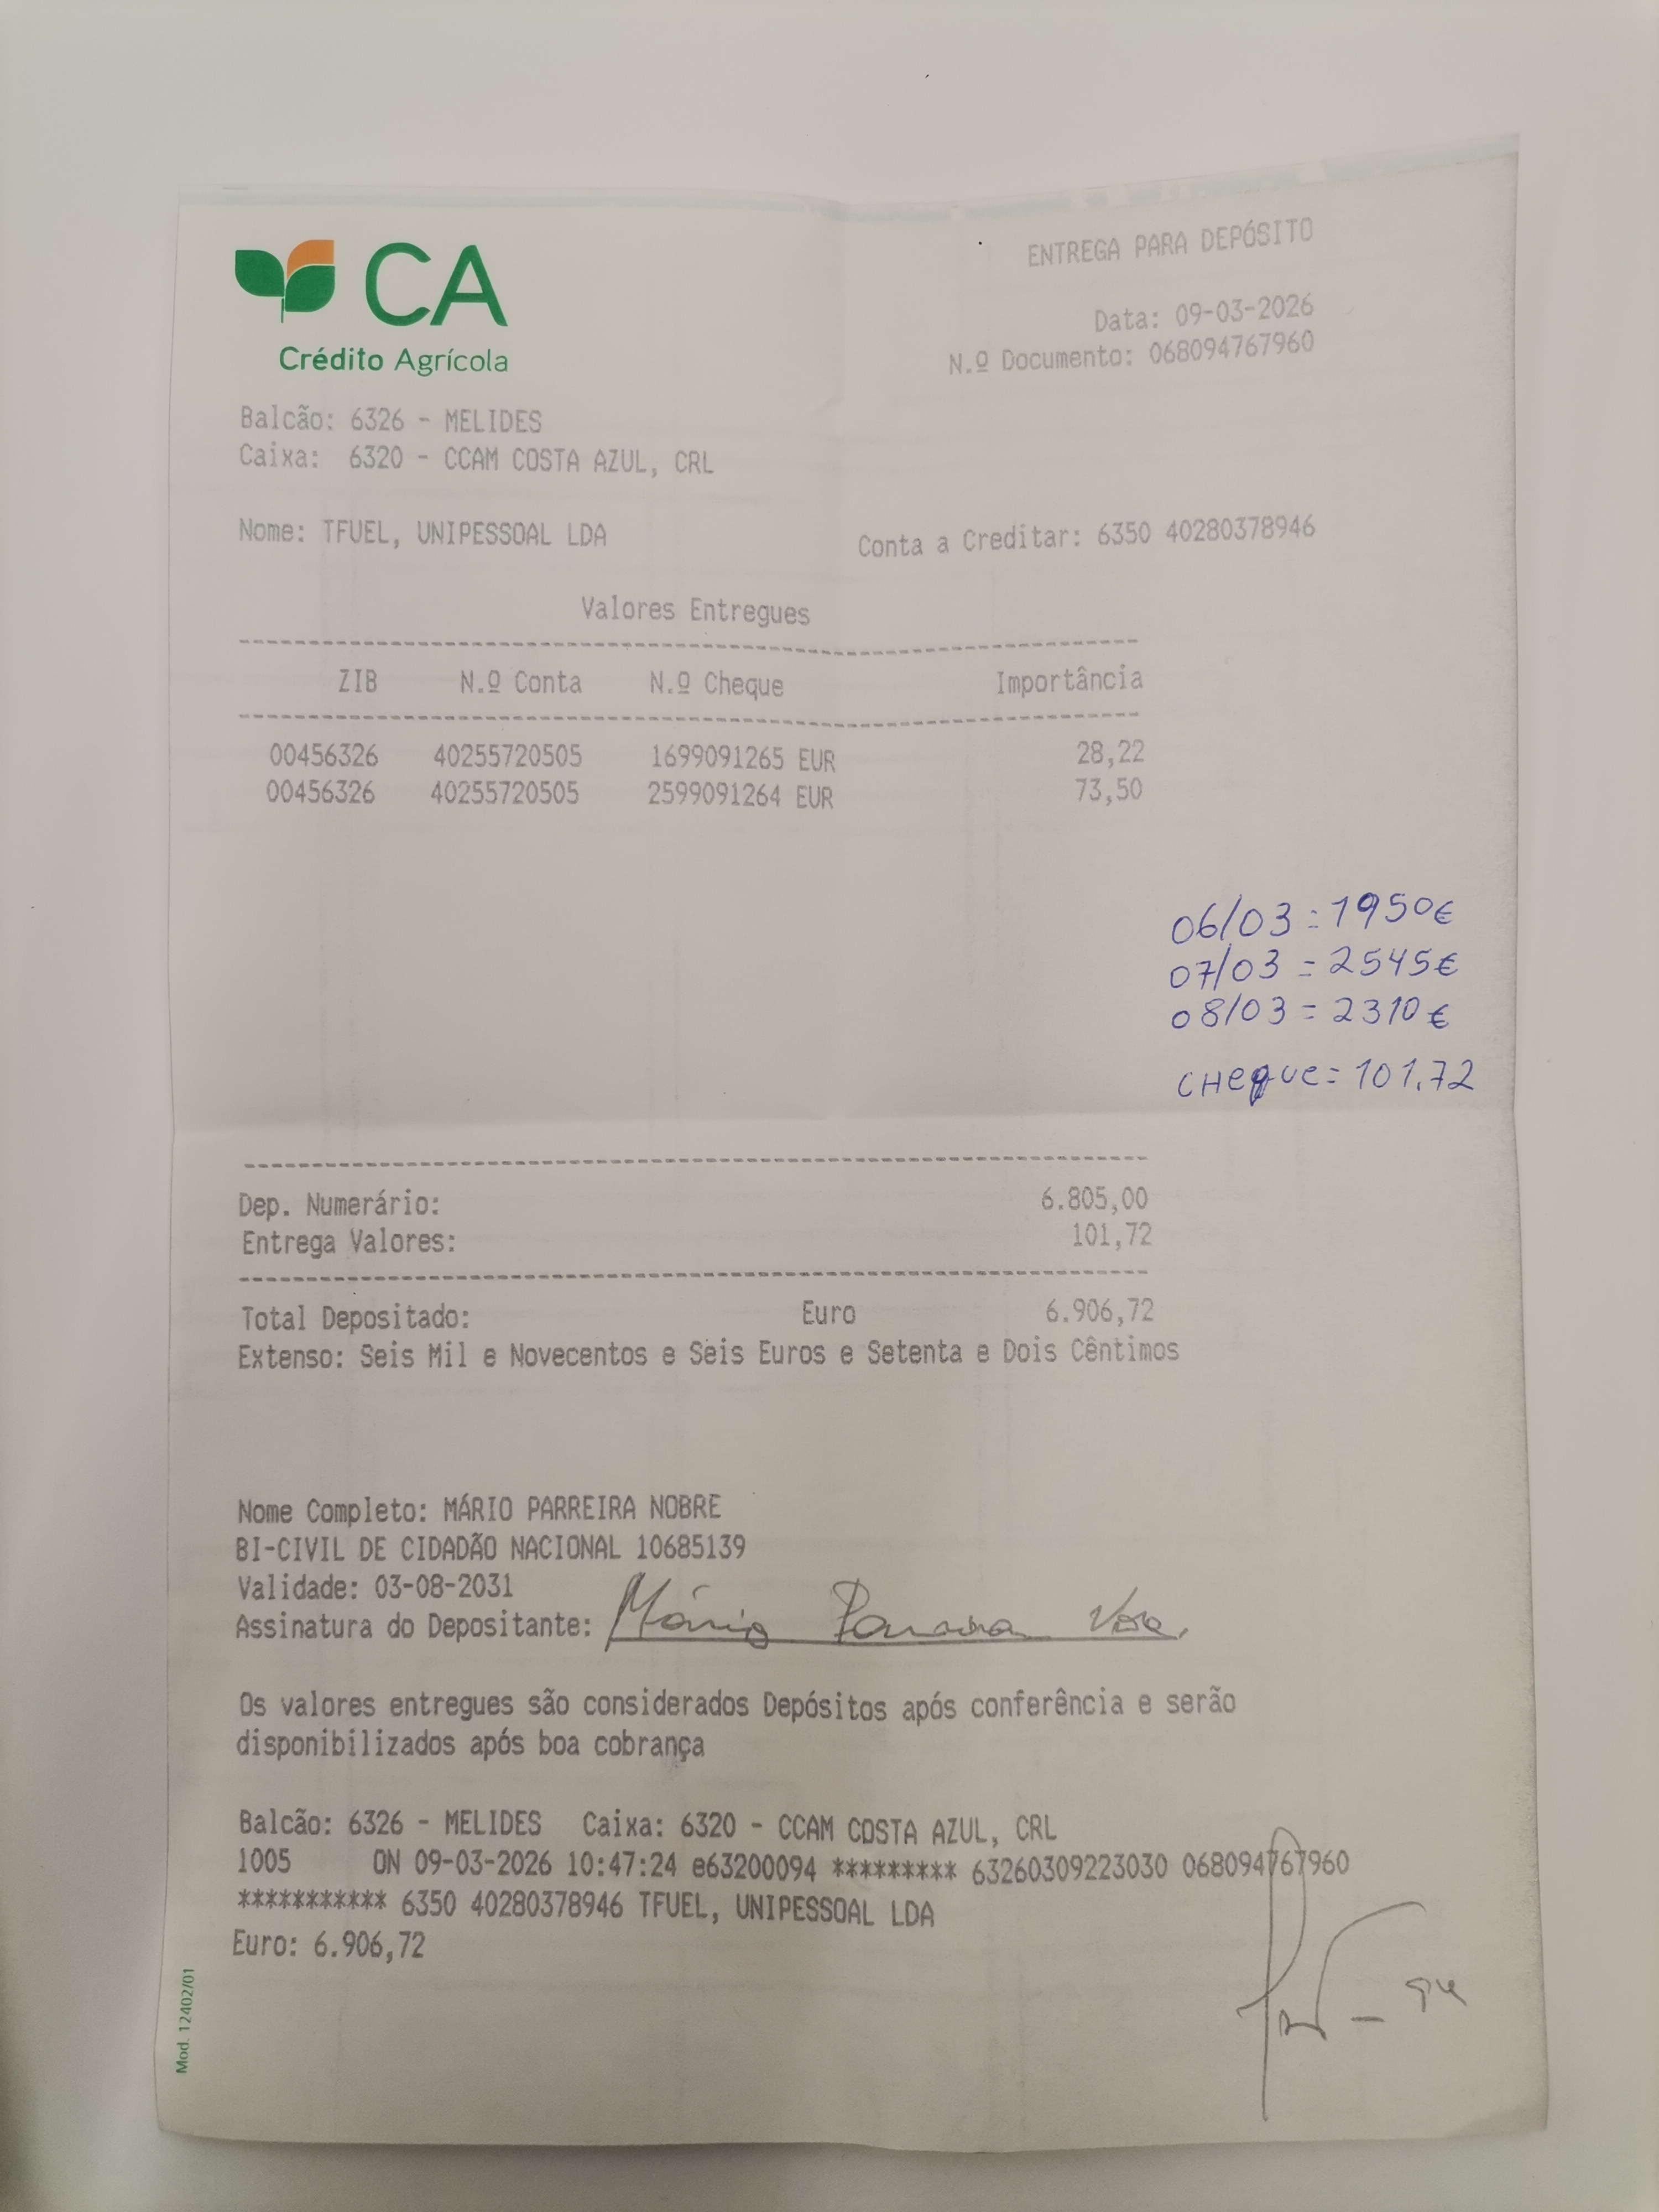 CA
Crédito Agrícola
ENTREGA PARA DEPÓSITO
Data: 09-03-2026
N.º Documento: 068094767960
Balcão: 6326 - MELIDES
Caixa: 6320 - CCAM COSTA AZUL, CRL
Nome: TFUEL, UNIPESSOAL LDA Conta a Creditar: 6350 40280378946
Valores Entregues
ZIB N.º Conta N.º Cheque Importância
00456326 40255720505 1699091265 EUR 28,22
00456326 40255720505 2599091264 EUR 73,50
06/03 = 1950€
07/03 = 2545€
08/03 = 2310€
CHeque = 101.72
Dep. Numerário: 6.805,00
Entrega Valores: 101,72
Total Depositado: Euro 6.906,72
Extenso: Seis Mil e Novecentos e Seis Euros e Setenta e Dois Cêntimos
Nome Completo: MÁRIO PARREIRA NOBRE
BI-CIVIL DE CIDADÃO NACIONAL 10685139
Validade: 03-08-2031
Assinatura do Depositante: Mário
Os valores entregues são considerados Depósitos após conferência e serão
disponibilizados após boa cobrança
Balcão: 6326 - MELIDES Caixa: 6320 - CCAM COSTA AZUL, CRL
1005 ON 09-03-2026 10:47:24 e63200094 ********* 63260309223030 068094767960
*********** 6350 40280378946 TFUEL, UNIPESSOAL LDA
Euro: 6.906,72
Mod. 12402/01